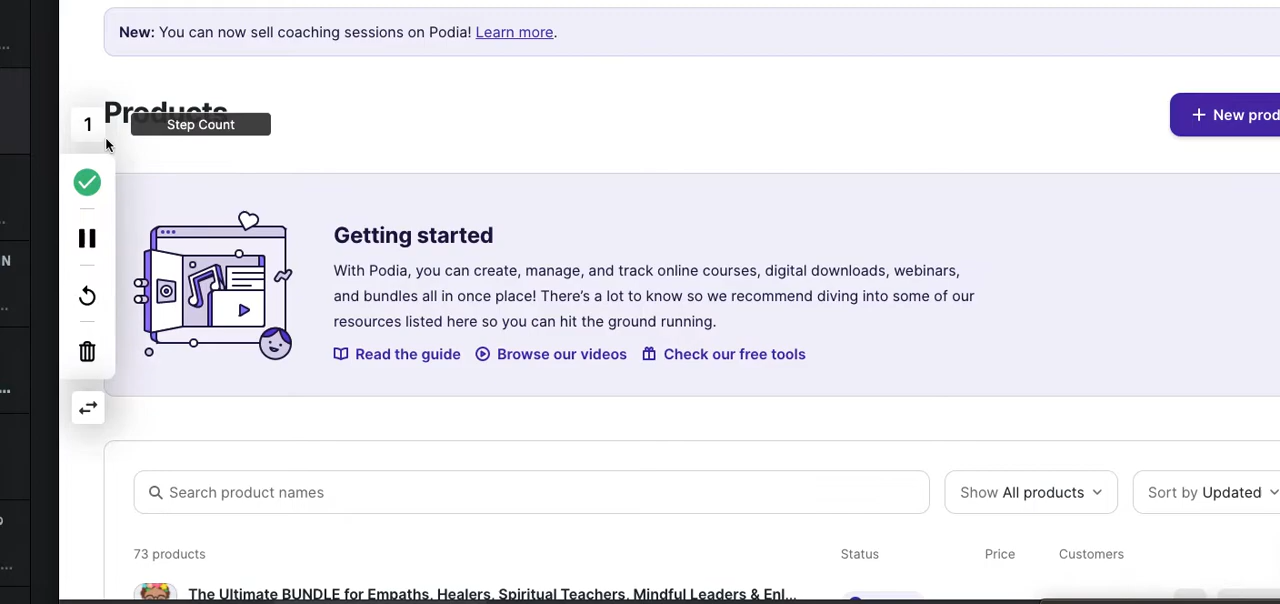 New: You can now sell coaching sessions on Podia! Learn more.
Products
1
Step Count
+ New prod
Getting started
With Podia, you can create, manage, and track online courses, digital downloads, webinars,
and bundles all in once place! There's a lot to know so we recommend diving into some of our
resources listed here so you can hit the ground running.
Read the guide Browse our videos Check our free tools
N
Search product names Show All products Sort by Updated
73 products Status Price Customers
The Ultimate BUNDLE for Empaths, Healers, Spiritual Teachers, Mindful Leaders & Enl...